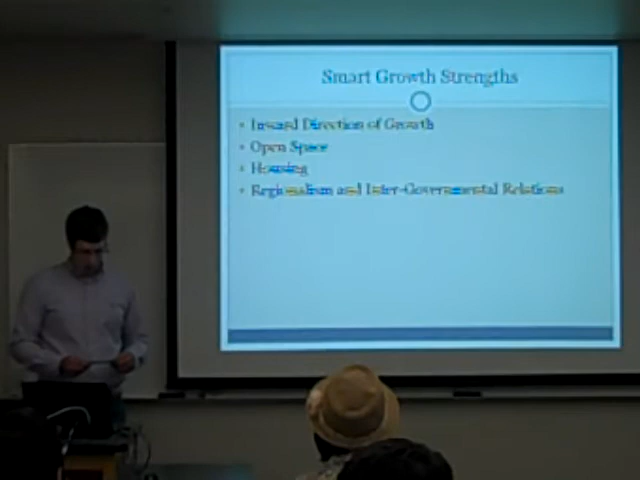 Smart Growth Strengths
• Inward Direction of Growth
• Open Space
• Housing
• Regionalism and Inter-Governmental Relations